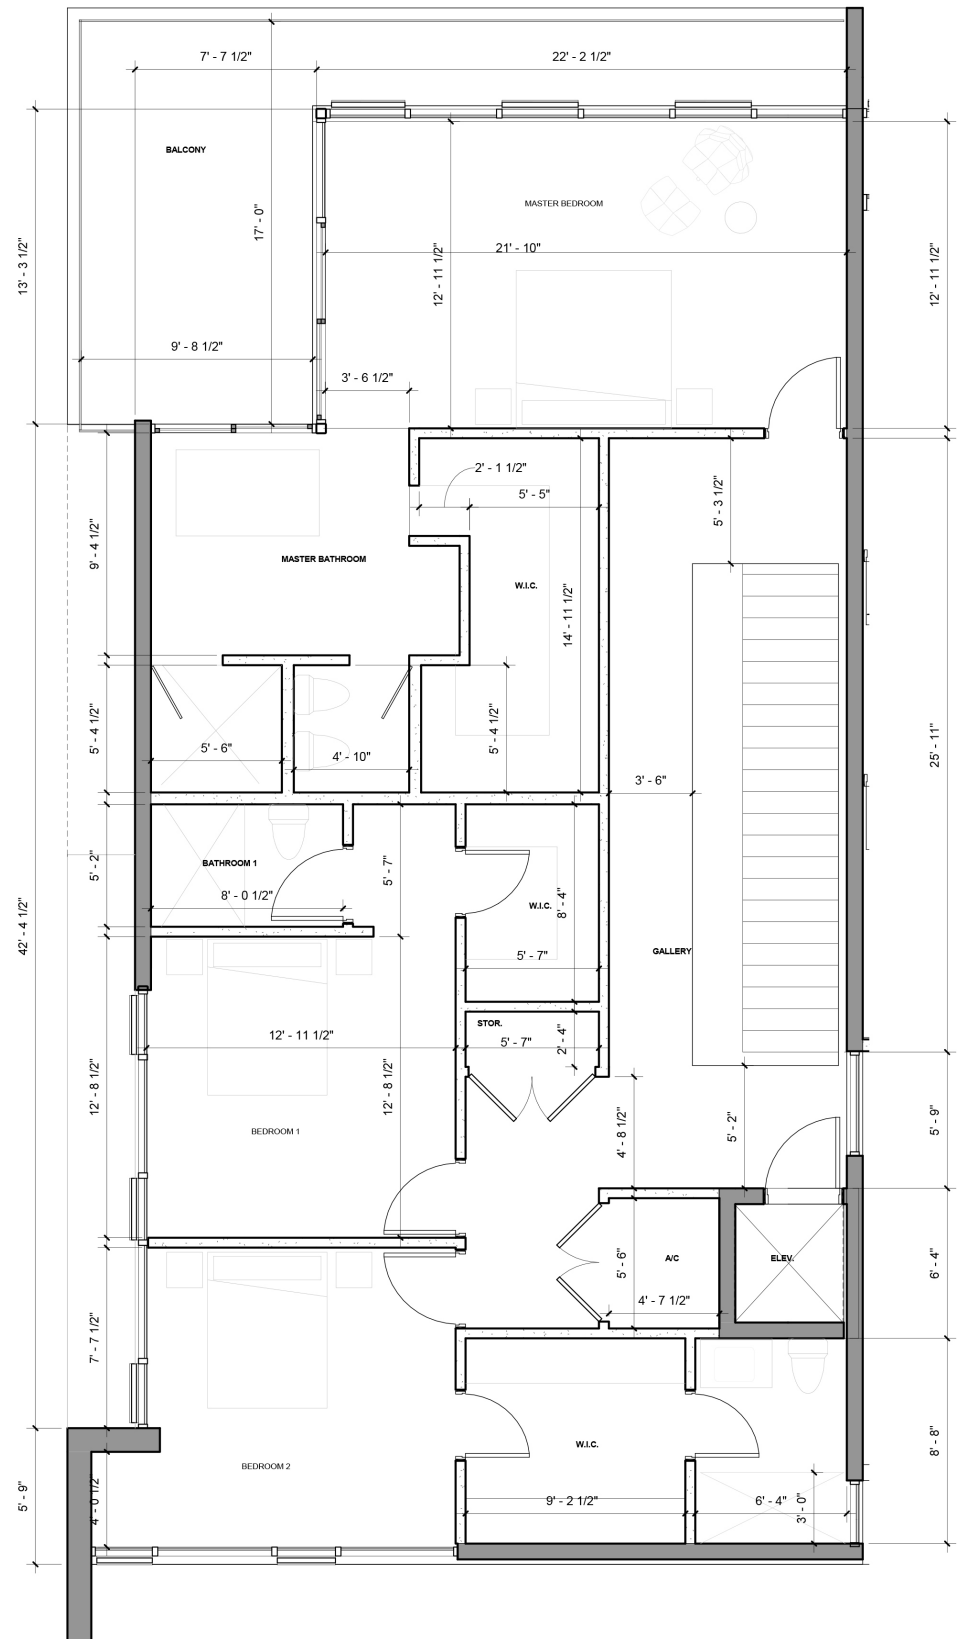 7' - 7 1/2"
22' - 2 1/2"
BALCONY
MASTER BEDROOM
17' - 0"
21' - 10"
12' - 11 1/2"
12' - 11 1/2"
13' - 3 1/2"
9' - 8 1/2"
3' - 6 1/2"
2' - 1 1/2"
5' - 5"
5' - 3 1/2"
9' - 4 1/2"
MASTER BATHROOM
W.I.C.
14' - 11 1/2"
5' - 4 1/2"
5' - 6"
4' - 10"
5' - 4 1/2"
3' - 6"
25' - 11"
5' - 2"
BATHROOM 1
8' - 0 1/2"
5' - 7"
W.I.C.
8' - 4"
5' - 7"
42' - 4 1/2"
GALLERY
STOR.
5' - 7"
2' - 4"
12' - 11 1/2"
12' - 8 1/2"
12' - 8 1/2"
BEDROOM 1
4' - 8 1/2"
5' - 2"
5' - 9"
5' - 6"
A/C
ELEV.
4' - 7 1/2"
6' - 4"
7' - 7 1/2"
W.I.C.
8' - 8"
BEDROOM 2
5' - 9"
4' - 0 1/2"
9' - 2 1/2"
6' - 4"
3' - 0"